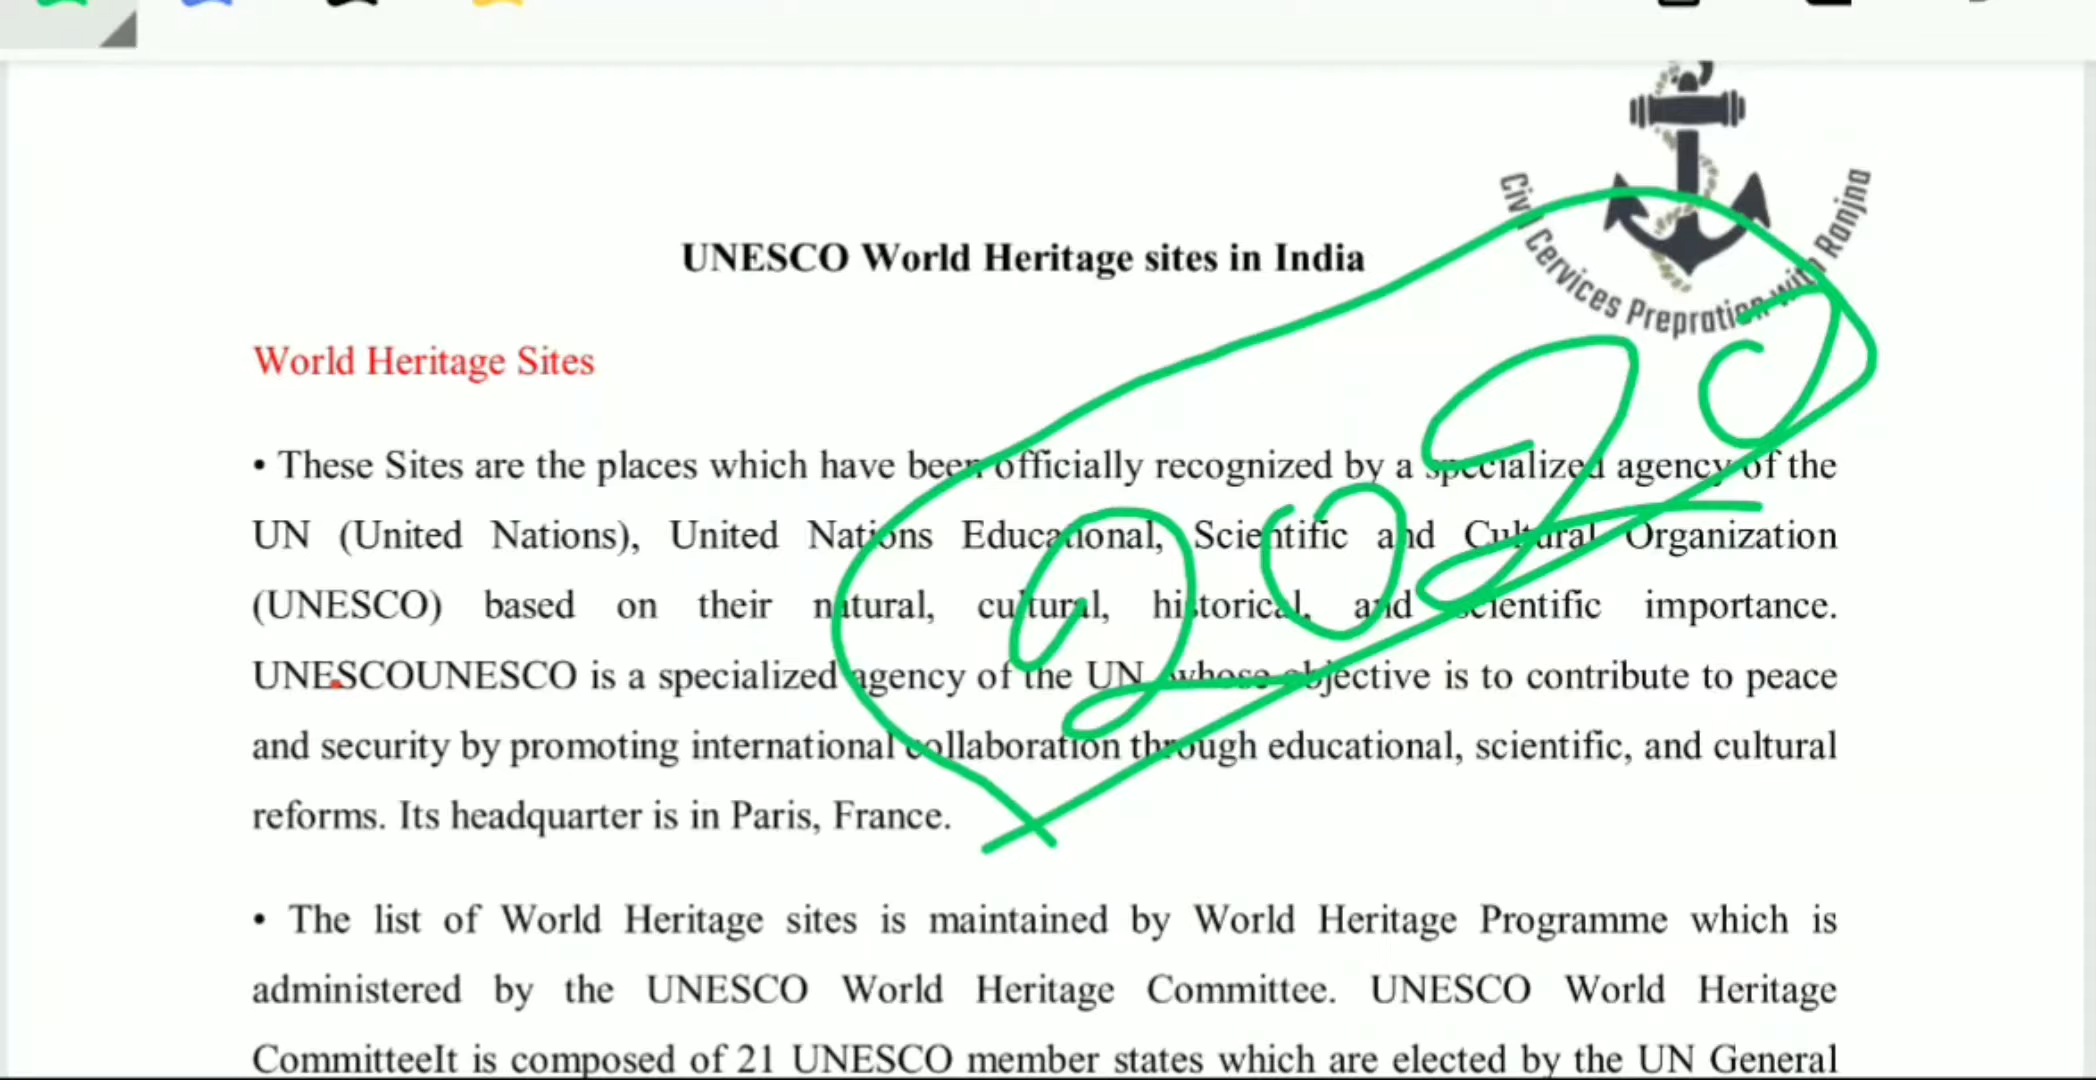 Civil Cervices Prepration with Ranjna
UNESCO World Heritage sites in India
World Heritage Sites
• These Sites are the places which have been officially recognized by a specialized agency of the
UN (United Nations), United Nations Educational, Scientific and Cultural Organization
(UNESCO) based on their natural, cultural, historical, and scientific importance.
UNESCOUNESCO is a specialized agency of the UN whose objective is to contribute to peace
and security by promoting international collaboration through educational, scientific, and cultural
reforms. Its headquarter is in Paris, France.
2020
• The list of World Heritage sites is maintained by World Heritage Programme which is
administered by the UNESCO World Heritage Committee. UNESCO World Heritage
CommitteeIt is composed of 21 UNESCO member states which are elected by the UN General